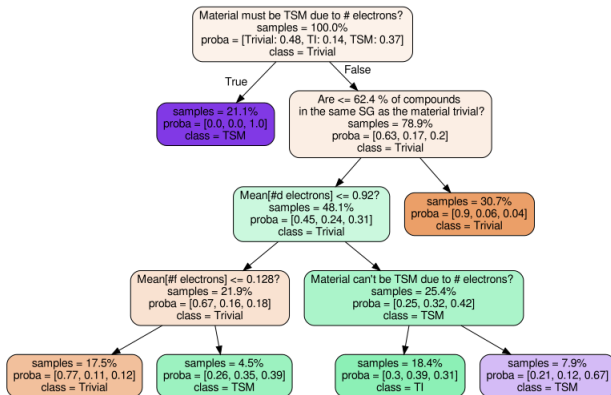 Material must be TSM due to # electrons?
samples = 100.0%
proba = [Trivial: 0.48, TI: 0.14, TSM: 0.37]
class = Trivial
True
False
samples = 21.1%
proba = [0.0, 0.0, 1.0]
class = TSM
Are <= 62.4 % of compounds
in the same SG as the material trivial?
samples = 78.9%
proba = [0.63, 0.17, 0.2]
class = Trivial
Mean[#d electrons] <= 0.92?
samples = 48.1%
proba = [0.45, 0.24, 0.31]
class = Trivial
samples = 30.7%
proba = [0.9, 0.06, 0.04]
class = Trivial
Mean[#f electrons] <= 0.128?
samples = 21.9%
proba = [0.67, 0.16, 0.18]
class = Trivial
Material can't be TSM due to # electrons?
samples = 25.4%
proba = [0.25, 0.32, 0.42]
class = TSM
samples = 17.5%
proba = [0.77, 0.11, 0.12]
class = Trivial
samples = 4.5%
proba = [0.26, 0.35, 0.39]
class = TSM
samples = 18.4%
proba = [0.3, 0.39, 0.31]
class = TI
samples = 7.9%
proba = [0.21, 0.12, 0.67]
class = TSM